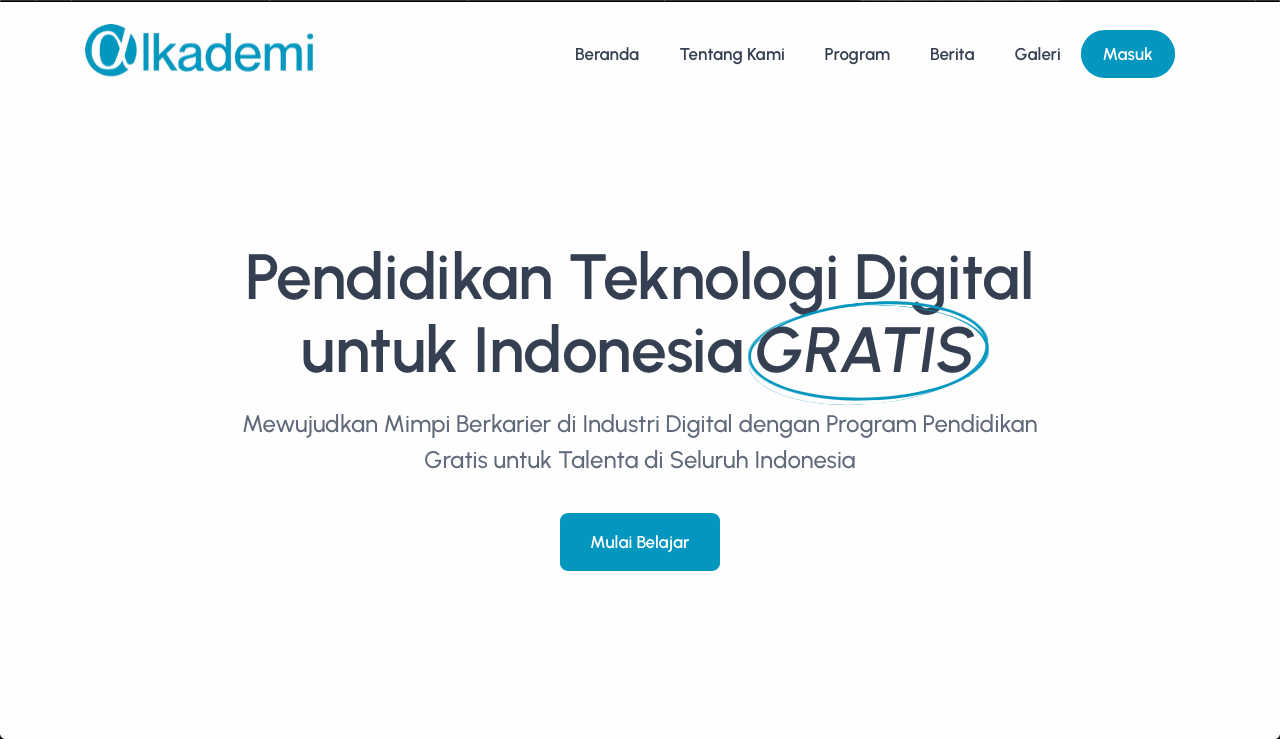 @lkademi
Beranda
Tentang Kami
Program
Berita
Galeri
Masuk
Pendidikan Teknologi Digital
untuk Indonesia GRATIS
Mewujudkan Mimpi Berkarier di Industri Digital dengan Program Pendidikan
Gratis untuk Talenta di Seluruh Indonesia
Mulai Belajar